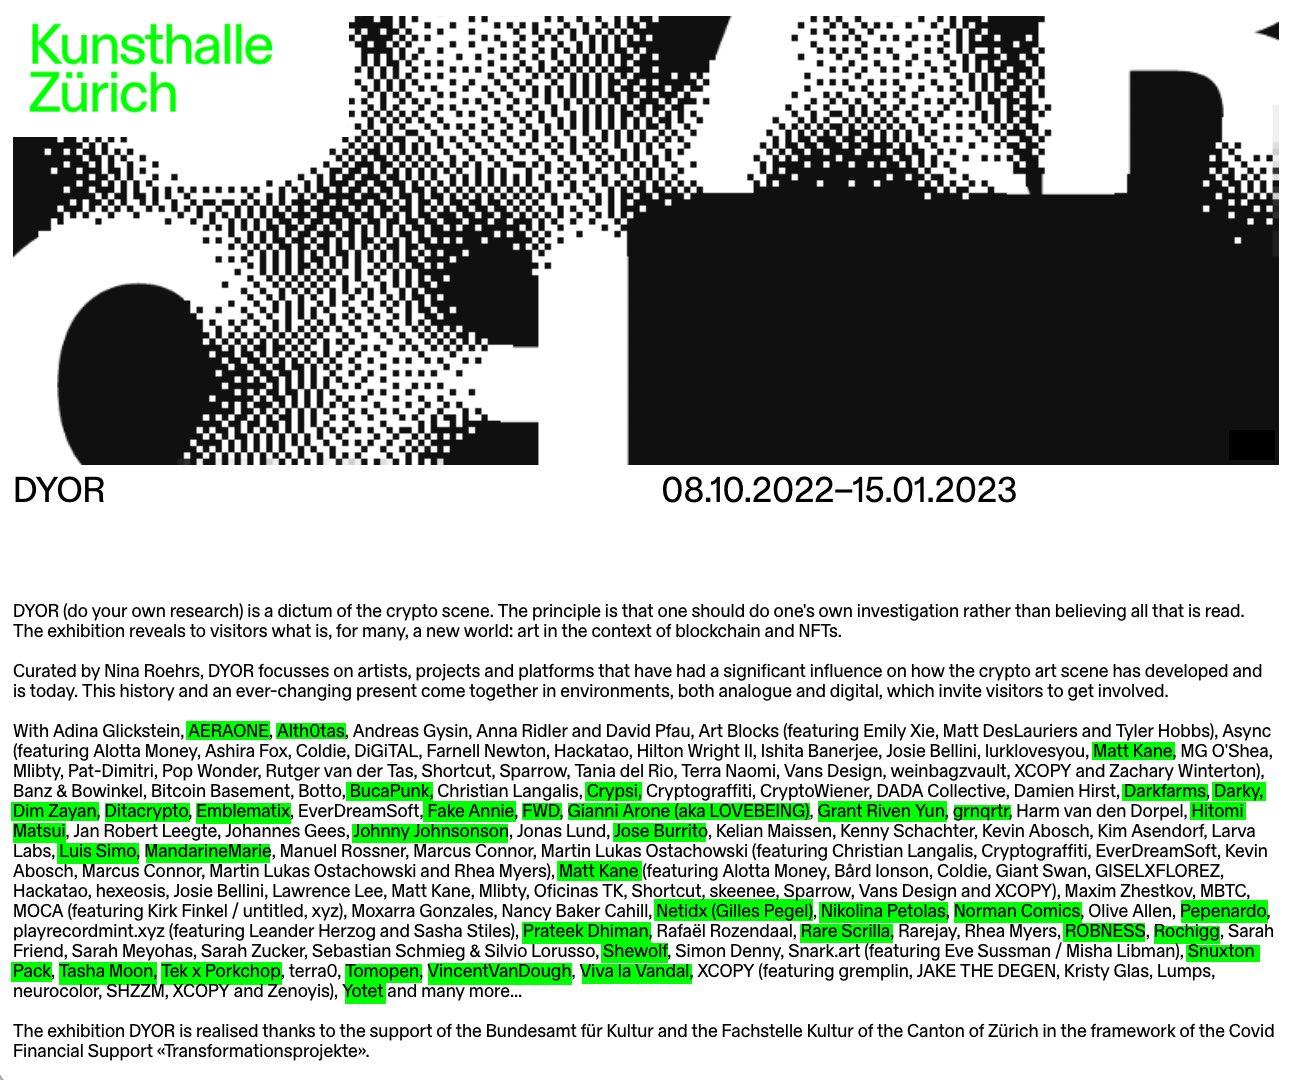 Kunsthalle
Zürich
DYOR
08.10.2022–15.01.2023
DYOR (do your own research) is a dictum of the crypto scene. The principle is that one should do one's own investigation rather than believing all that is read.
The exhibition reveals to visitors what is, for many, a new world: art in the context of blockchain and NFTs.
Curated by Nina Roehrs, DYOR focusses on artists, projects and platforms that have had a significant influence on how the crypto art scene has developed and
is today. This history and an ever-changing present come together in environments, both analogue and digital, which invite visitors to get involved.
With Adina Glickstein, AERAONE, Alth0tas, Andreas Gysin, Anna Ridler and David Pfau, Art Blocks (featuring Emily Xie, Matt DesLauriers and Tyler Hobbs), Async
(featuring Alotta Money, Ashira Fox, Coldie, DiGiTAL, Farnell Newton, Hackatao, Hilton Wright II, Ishita Banerjee, Josie Bellini, lurklovesyou, Matt Kane, MG O'Shea,
Mlibty, Pat-Dimitri, Pop Wonder, Rutger van der Tas, Shortcut, Sparrow, Tania del Rio, Terra Naomi, Vans Design, weinbagzvault, XCOPY and Zachary Winterton),
Banz & Bowinkel, Bitcoin Basement, Botto, BucaPunk, Christian Langalis, Crypsi, Cryptograffiti, CryptoWiener, DADA Collective, Damien Hirst, Darkfarms, Darky,
Dim Zayan, Ditacrypto, Emblematix, EverDreamSoft, Fake Annie, FWD, Gianni Arone (aka LOVEBEING), Grant Riven Yun, grnqrtr, Harm van den Dorpel, Hitomi
Matsui, Jan Robert Leegte, Johannes Gees, Johnny Johnsonson, Jonas Lund, Jose Burrito, Kelian Maissen, Kenny Schachter, Kevin Abosch, Kim Asendorf, Larva
Labs, Luis Simo, MandarineMarie, Manuel Rossner, Marcus Connor, Martin Lukas Ostachowski (featuring Christian Langalis, Cryptograffiti, EverDreamSoft, Kevin
Abosch, Marcus Connor, Martin Lukas Ostachowski and Rhea Myers), Matt Kane (featuring Alotta Money, Bård Ionson, Coldie, Giant Swan, GISELXFLOREZ,
Hackatao, hexeosis, Josie Bellini, Lawrence Lee, Matt Kane, Mlibty, Oficinas TK, Shortcut, skeenee, Sparrow, Vans Design and XCOPY), Maxim Zhestkov, MBTC,
MOCA (featuring Kirk Finkel / untitled, xyz), Moxarra Gonzales, Nancy Baker Cahill, Netidx (Gilles Pegel), Nikolina Petolas, Norman Comics, Olive Allen, Pepenardo,
playrecordmint.xyz (featuring Leander Herzog and Sasha Stiles), Prateek Dhiman, Rafaël Rozendaal, Rare Scrilla, Rarejay, Rhea Myers, ROBNESS, Rochigg, Sarah
Friend, Sarah Meyohas, Sarah Zucker, Sebastian Schmieg & Silvio Lorusso, Shewolf, Simon Denny, Snark.art (featuring Eve Sussman / Misha Libman), Snuxton
Pack, Tasha Moon, Tek x Porkchop, terra0, Tomopen, VincentVanDough, Viva la Vandal, XCOPY (featuring gremplin, JAKE THE DEGEN, Kristy Glas, Lumps,
neurocolor, SHZZM, XCOPY and Zenoyis), Yotet and many more...
The exhibition DYOR is realised thanks to the support of the Bundesamt für Kultur and the Fachstelle Kultur of the Canton of Zürich in the framework of the Covid
Financial Support «Transformationsprojekte».